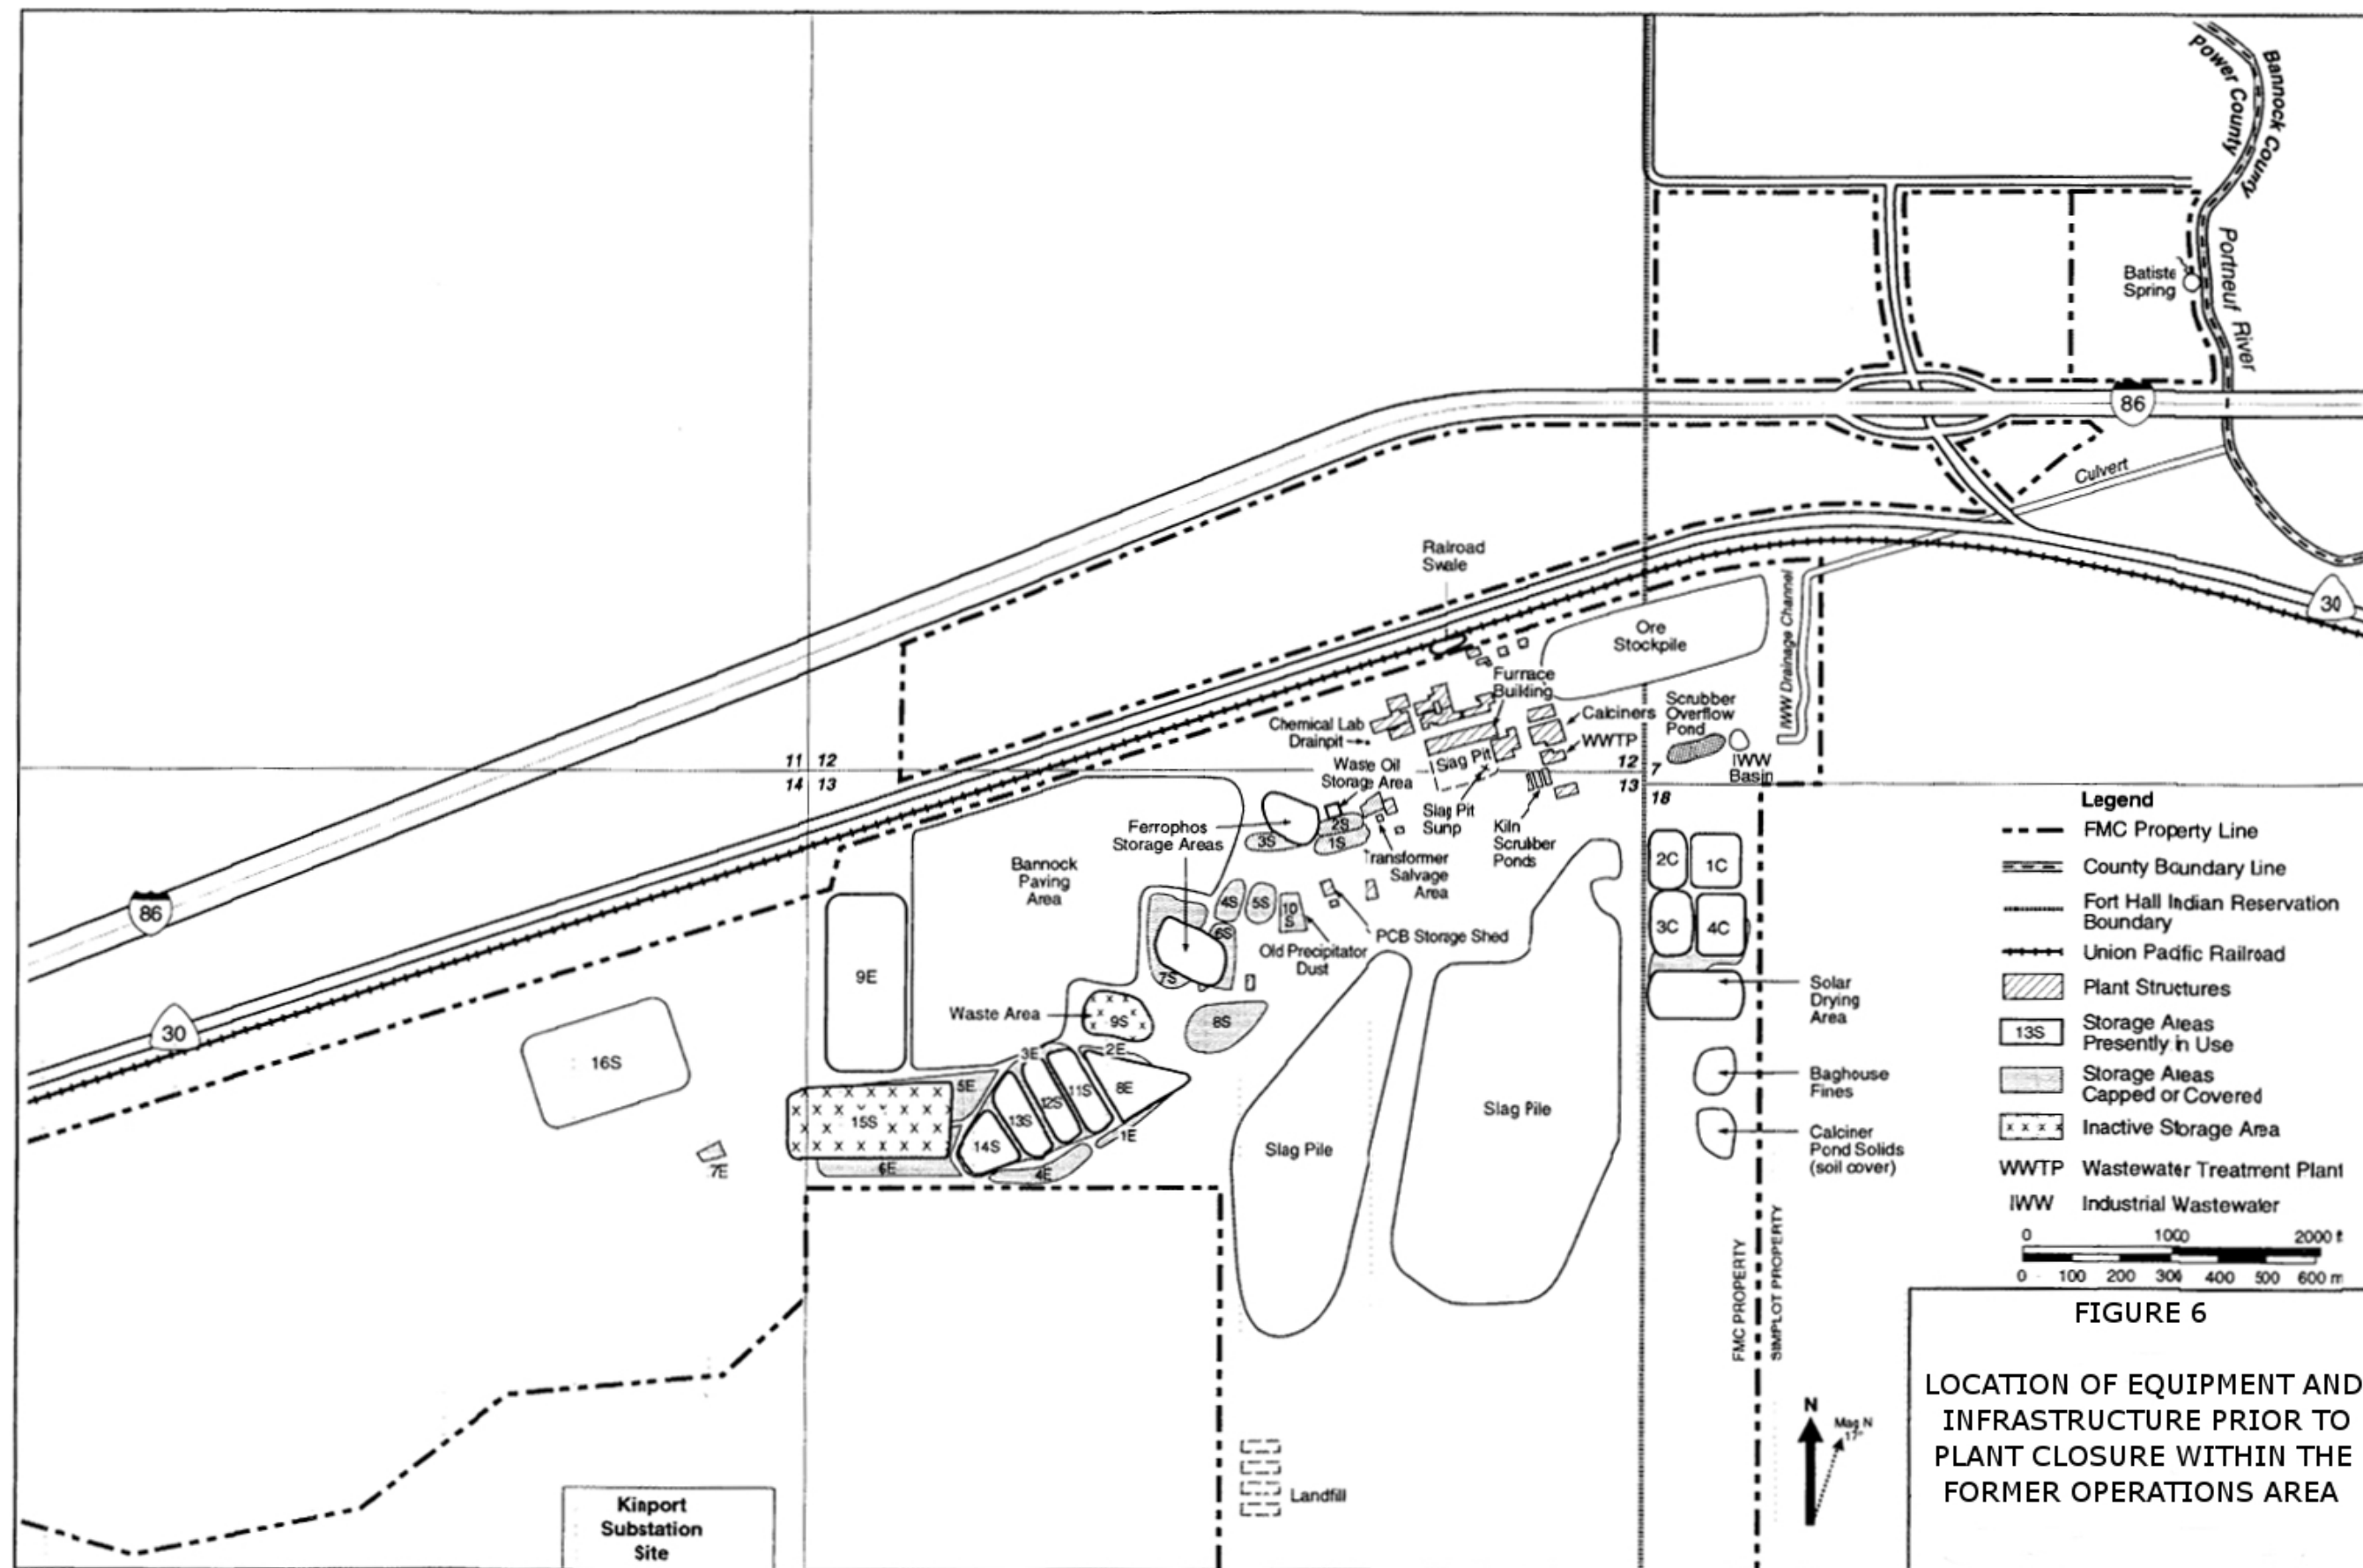 Power County
Bannock County
Portneuf River
Batiste
Spring
86
Culvert
30
Railroad
Swale
Ore
Stockpile
IWW Drainage Channel
Furnace
Building
Scrubber
Overflow
Pond
Calciners
WWTP
IWW
Basin
Chemical Lab
Drainpit
Slag Pit
Waste Oil
Storage Area
Slag Pit
Sump
Kiln
Scrubber
Ponds
11 12
14 13
12 7
13 18
Ferrophos
Storage Areas
2S
3S
1S
Transformer
Salvage
Area
Bannock
Paving
Area
4S
5S
10
S
6S
7S
PCB Storage Shed
Old Precipitator
Dust
86
30
9E
16S
Waste Area
9S
8S
3E
2E
5E
15S
14S
13S
12S
11S
8E
1E
6E
4E
7E
Slag Pile
Slag Pile
2C
1C
3C
4C
Solar
Drying
Area
Baghouse
Fines
Calciner
Pond Solids
(soil cover)
FMC PROPERTY
SIMPLOT PROPERTY
Landfill
Kinport
Substation
Site
N
Mag N
17°
Legend
FMC Property Line
County Boundary Line
Fort Hall Indian Reservation
Boundary
Union Pacific Railroad
Plant Structures
13S
Storage Areas
Presently in Use
Storage Areas
Capped or Covered
x x x x
Inactive Storage Area
WWTP Wastewater Treatment Plant
IWW Industrial Wastewater
0 1000 2000 f
0 100 200 300 400 500 600 m
FIGURE 6
LOCATION OF EQUIPMENT AND
INFRASTRUCTURE PRIOR TO
PLANT CLOSURE WITHIN THE
FORMER OPERATIONS AREA